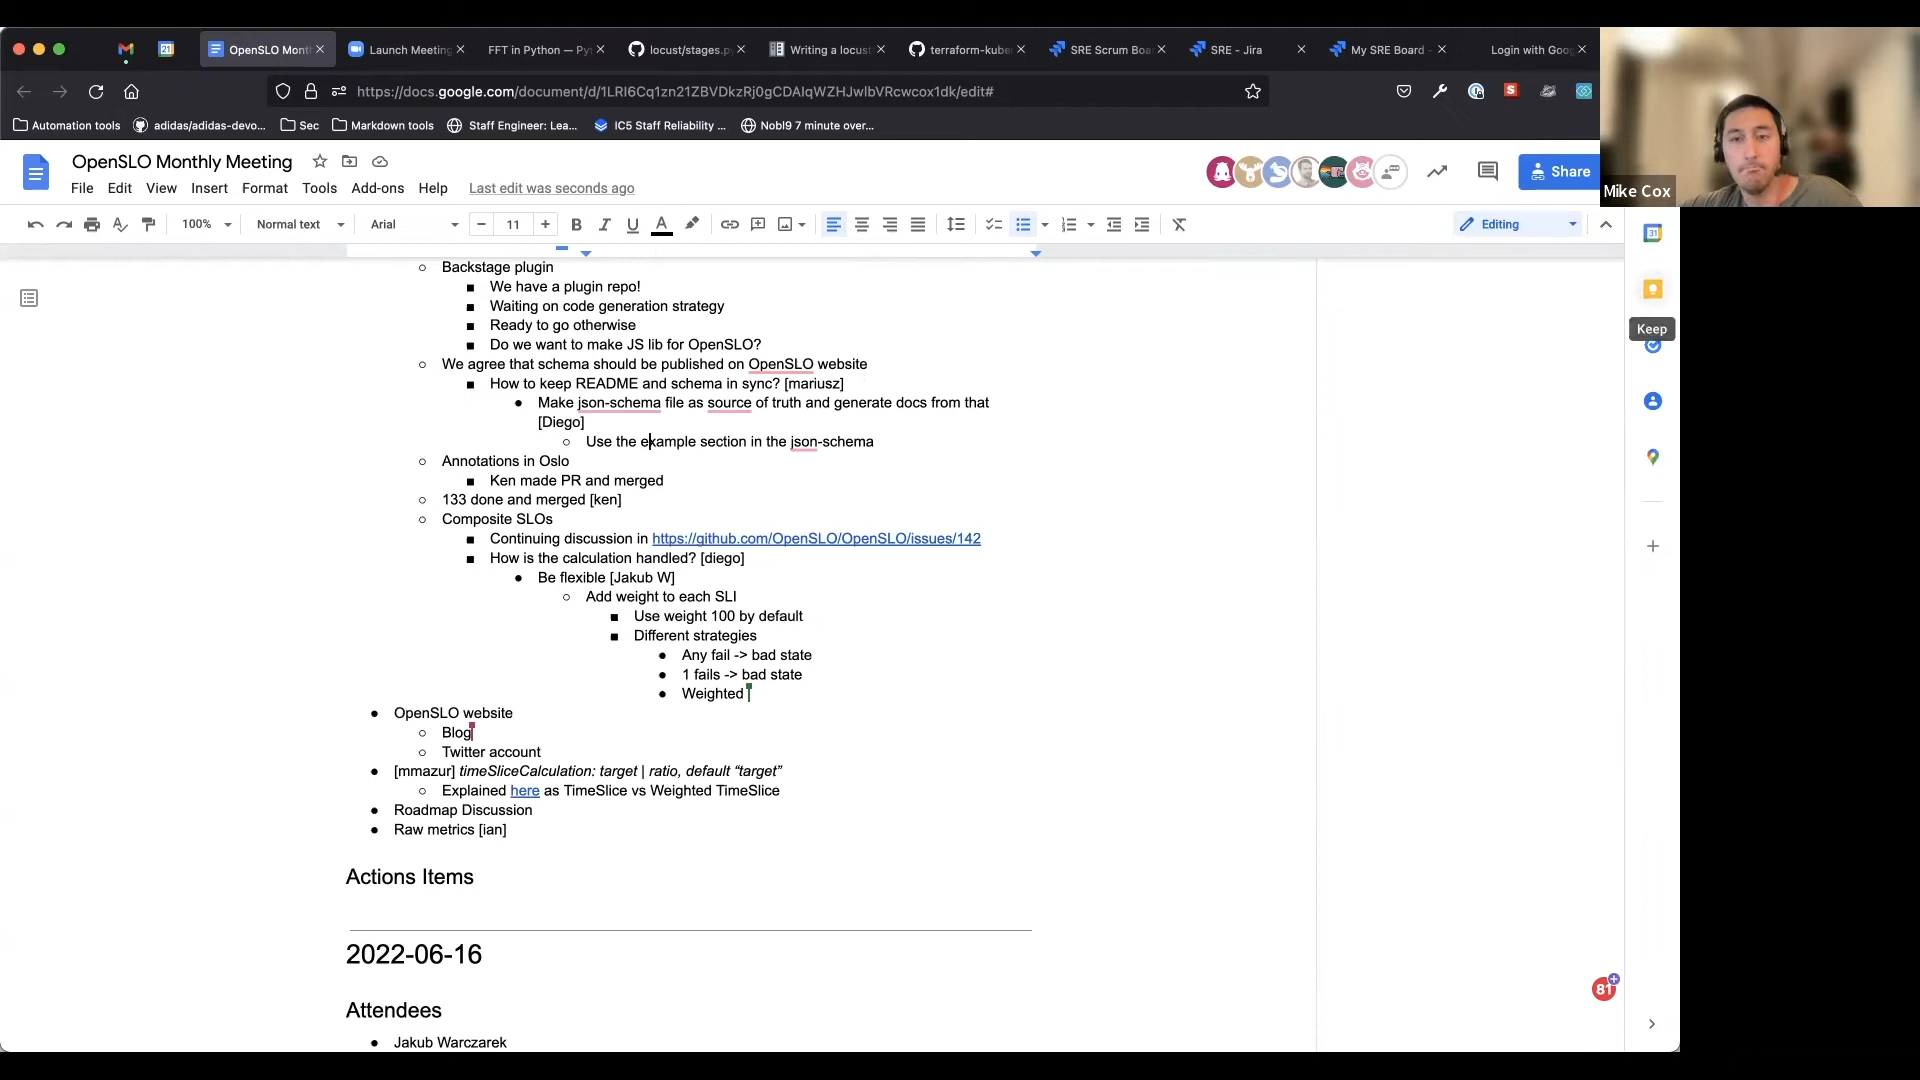 OpenSLO Mont
Launch Meeting
FFT in Python — Py
locust/stages.p
Writing a locus
terraform-kube
SRE Scrum Boa
SRE - Jira
My SRE Board -
Login with Goo
https://docs.google.com/document/d/1LRl6Cq1zn21ZBVDkzRj0gCDAlqWZHJwlbVRcwcox1dk/edit#
Automation tools
adidas/adidas-devo...
Sec
Markdown tools
Staff Engineer: Lea...
IC5 Staff Reliability ...
Nobl9 7 minute over...
OpenSLO Monthly Meeting
File Edit View Insert Format Tools Add-ons Help Last edit was seconds ago
Share
Mike Cox
100% Normal text Arial 11
Editing
Keep
Backstage plugin
We have a plugin repo!
Waiting on code generation strategy
Ready to go otherwise
Do we want to make JS lib for OpenSLO?
We agree that schema should be published on OpenSLO website
How to keep README and schema in sync? [mariusz]
Make json-schema file as source of truth and generate docs from that
[Diego]
Use the example section in the json-schema
Annotations in Oslo
Ken made PR and merged
133 done and merged [ken]
Composite SLOs
Continuing discussion in https://github.com/OpenSLO/OpenSLO/issues/142
How is the calculation handled? [diego]
Be flexible [Jakub W]
Add weight to each SLI
Use weight 100 by default
Different strategies
Any fail -> bad state
1 fails -> bad state
Weighted
OpenSLO website
Blog
Twitter account
[mmazur] timeSliceCalculation: target | ratio, default “target”
Explained here as TimeSlice vs Weighted TimeSlice
Roadmap Discussion
Raw metrics [ian]
Actions Items
2022-06-16
Attendees
Jakub Warczarek
81